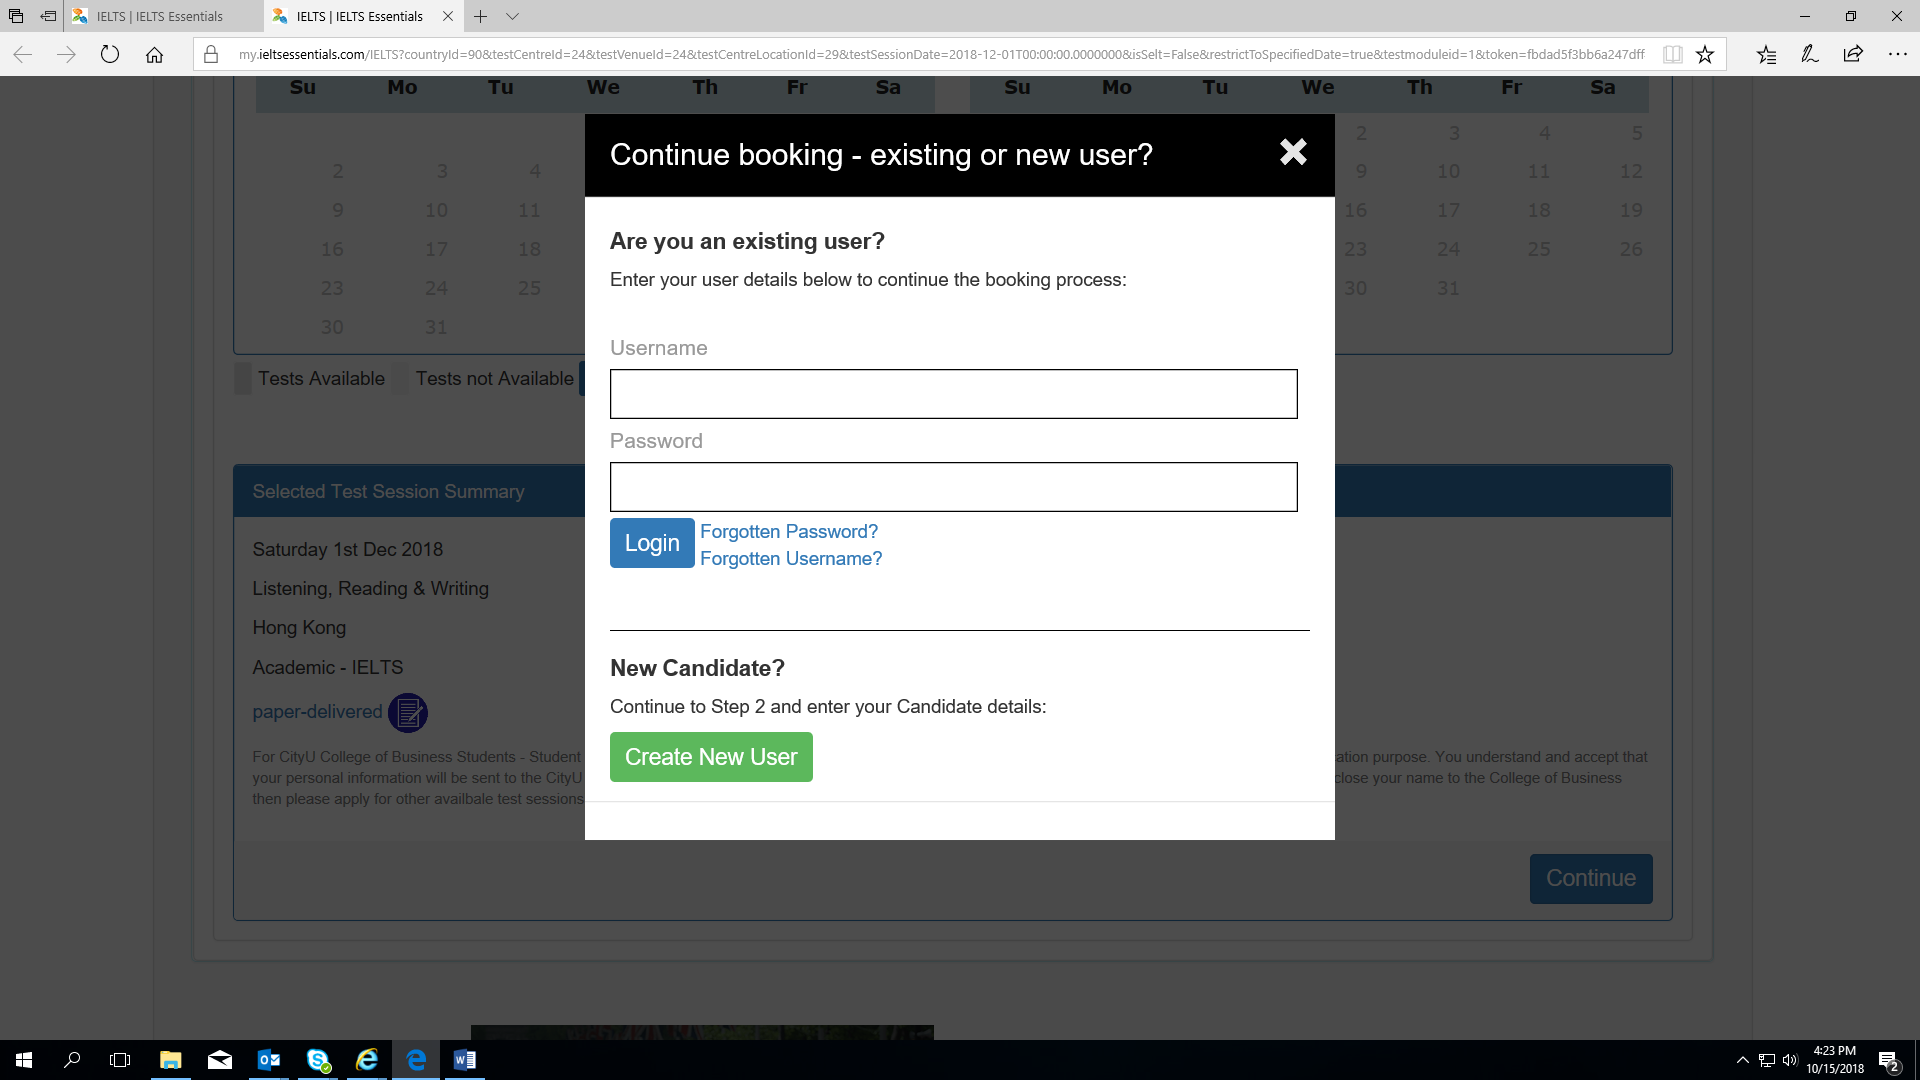 IELTS | IELTS Essentials
IELTS | IELTS Essentials
my.ieltsessentials.com/IELTS?countryId=90&testCentreId=24&testVenueId=24&testCentreLocationId=29&testSessionDate=2018-12-01T00:00:00.0000000&isSelt=False&restrictToSpecifiedDate=true&testmoduleid=1&token=fbdad5f3bb6a247dff
Su Mo Tu We Th Fr Sa Su Mo Tu We Th Fr Sa
2 3 4 5
2 3 4 9 10 11 12
9 10 11 16 17 18 19
16 17 18 23 24 25 26
23 24 25 30 31
30 31
Tests Available Tests not Available
Continue booking - existing or new user?
Are you an existing user?
Enter your user details below to continue the booking process:
Username
Password
Login
Forgotten Password?
Forgotten Username?
New Candidate?
Continue to Step 2 and enter your Candidate details:
Create New User
Selected Test Session Summary
Saturday 1st Dec 2018
Listening, Reading & Writing
Hong Kong
Academic - IELTS
paper-delivered
For CityU College of Business Students - Student ation purpose. You understand and accept that
your personal information will be sent to the CityU close your name to the College of Business
then please apply for other availbale test sessions
Continue
4:23 PM
10/15/2018
2